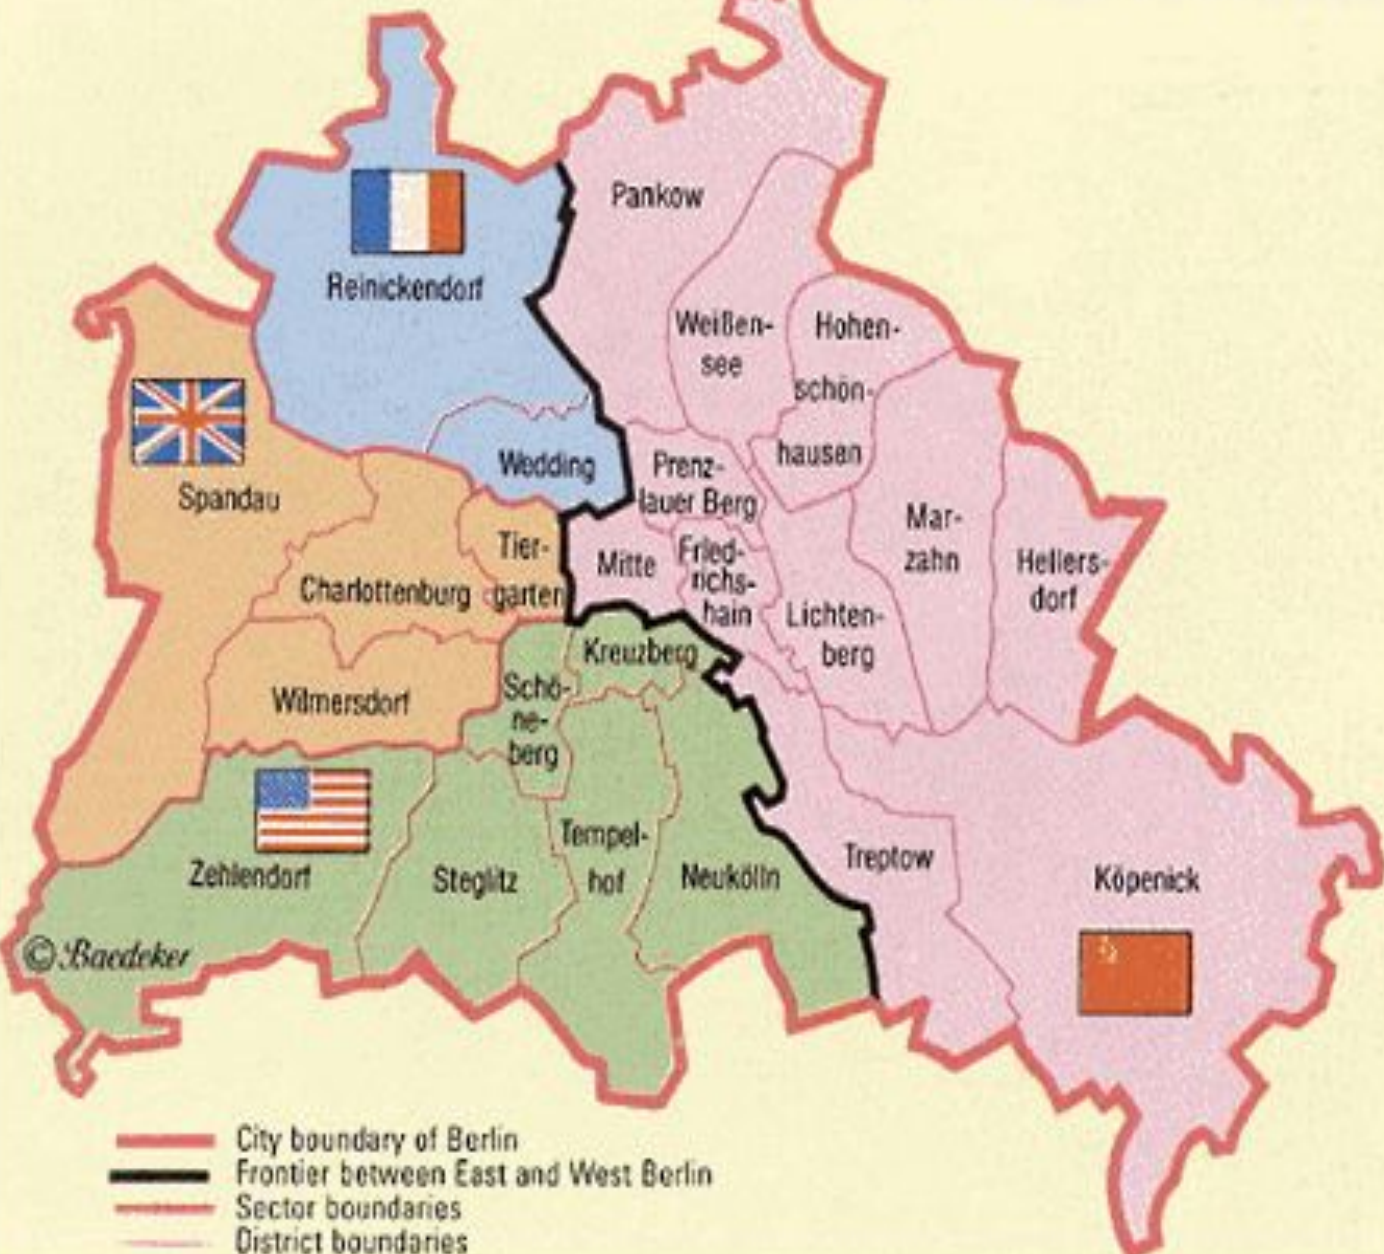 Pankow
Reinickendorf
Weißen-
see
Hohen-
schön-
hausen
Wedding
Prenz-
lauer Berg
Spandau
Mar-
zahn
Hellers-
dorf
Tier-
garten
Mitte
Fried-
richs-
hain
Charlottenburg
Lichten-
berg
Kreuzberg
Wilmersdorf
Schö-
ne-
berg
Zehlendorf
Steglitz
Tempel-
hof
Neukölln
Treptow
Köpenick
© Baedeker
City boundary of Berlin
Frontier between East and West Berlin
Sector boundaries
District boundaries